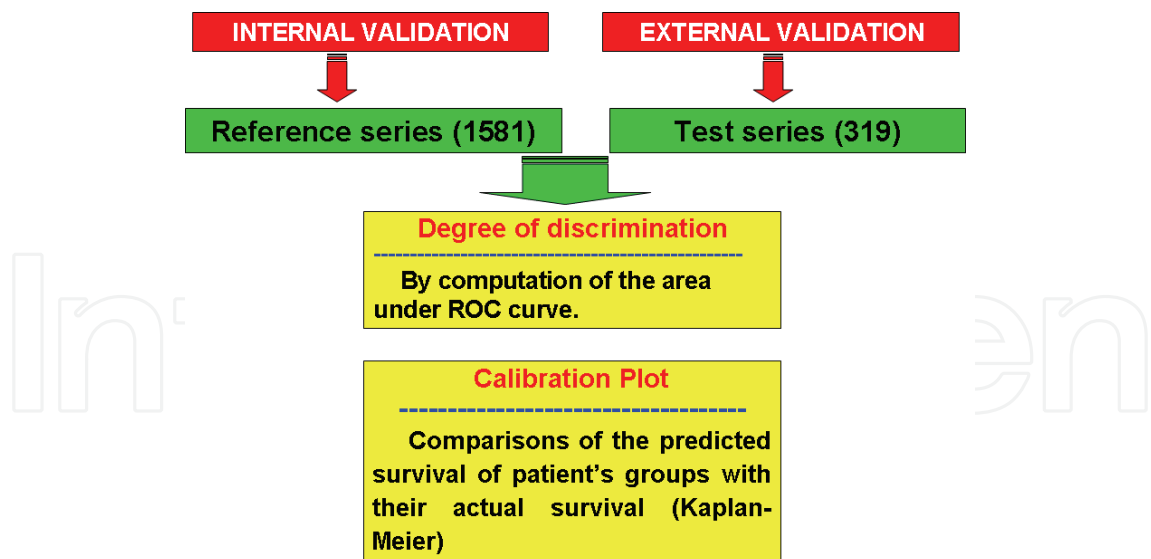 INTERNAL VALIDATION
EXTERNAL VALIDATION
Reference series (1581)
Test series (319)
Degree of discrimination
By computation of the area
under ROC curve.
Calibration Plot
Comparisons of the predicted
survival of patient's groups with
their actual survival (Kaplan-
Meier)